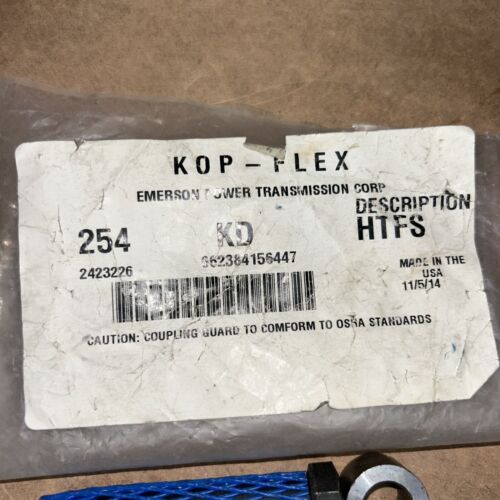 KOP-FLEX
EMERSON POWER TRANSMISSION CORP
DESCRIPTION
254 KD HTFS
2423226 662384156447 MADE IN THE
USA
11/5/14
CAUTION: COUPLING GUARD TO COMFORM TO OSHA STANDARDS